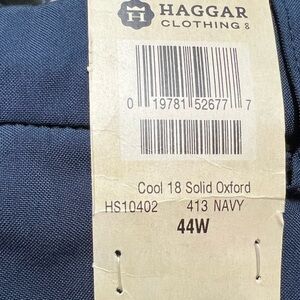 HAGGAR
CLOTHING CO
0 19781 52677 7
Cool 18 Solid Oxford
HS10402 413 NAVY
44W